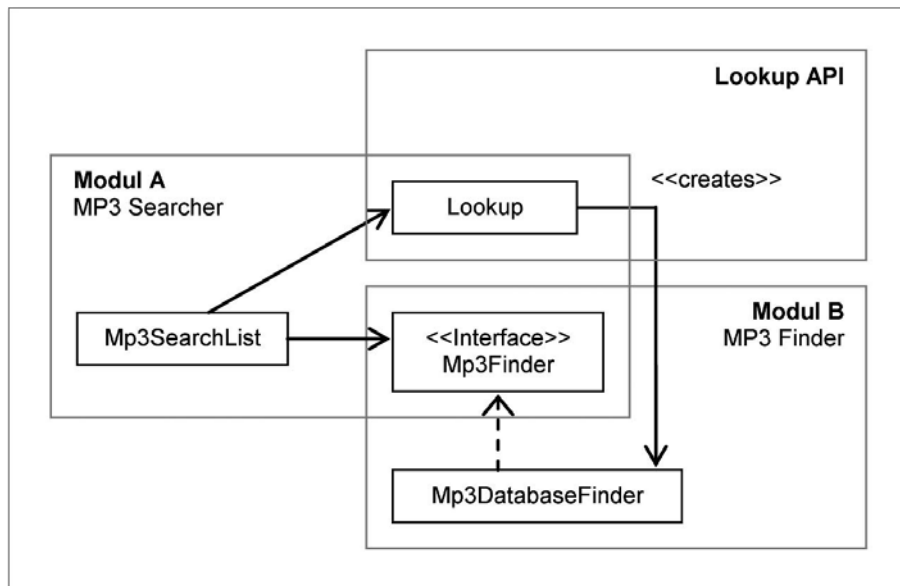 Lookup API
Modul A
MP3 Searcher
<<creates>>
Lookup
Modul B
MP3 Finder
Mp3SearchList
<<Interface>>
Mp3Finder
Mp3DatabaseFinder